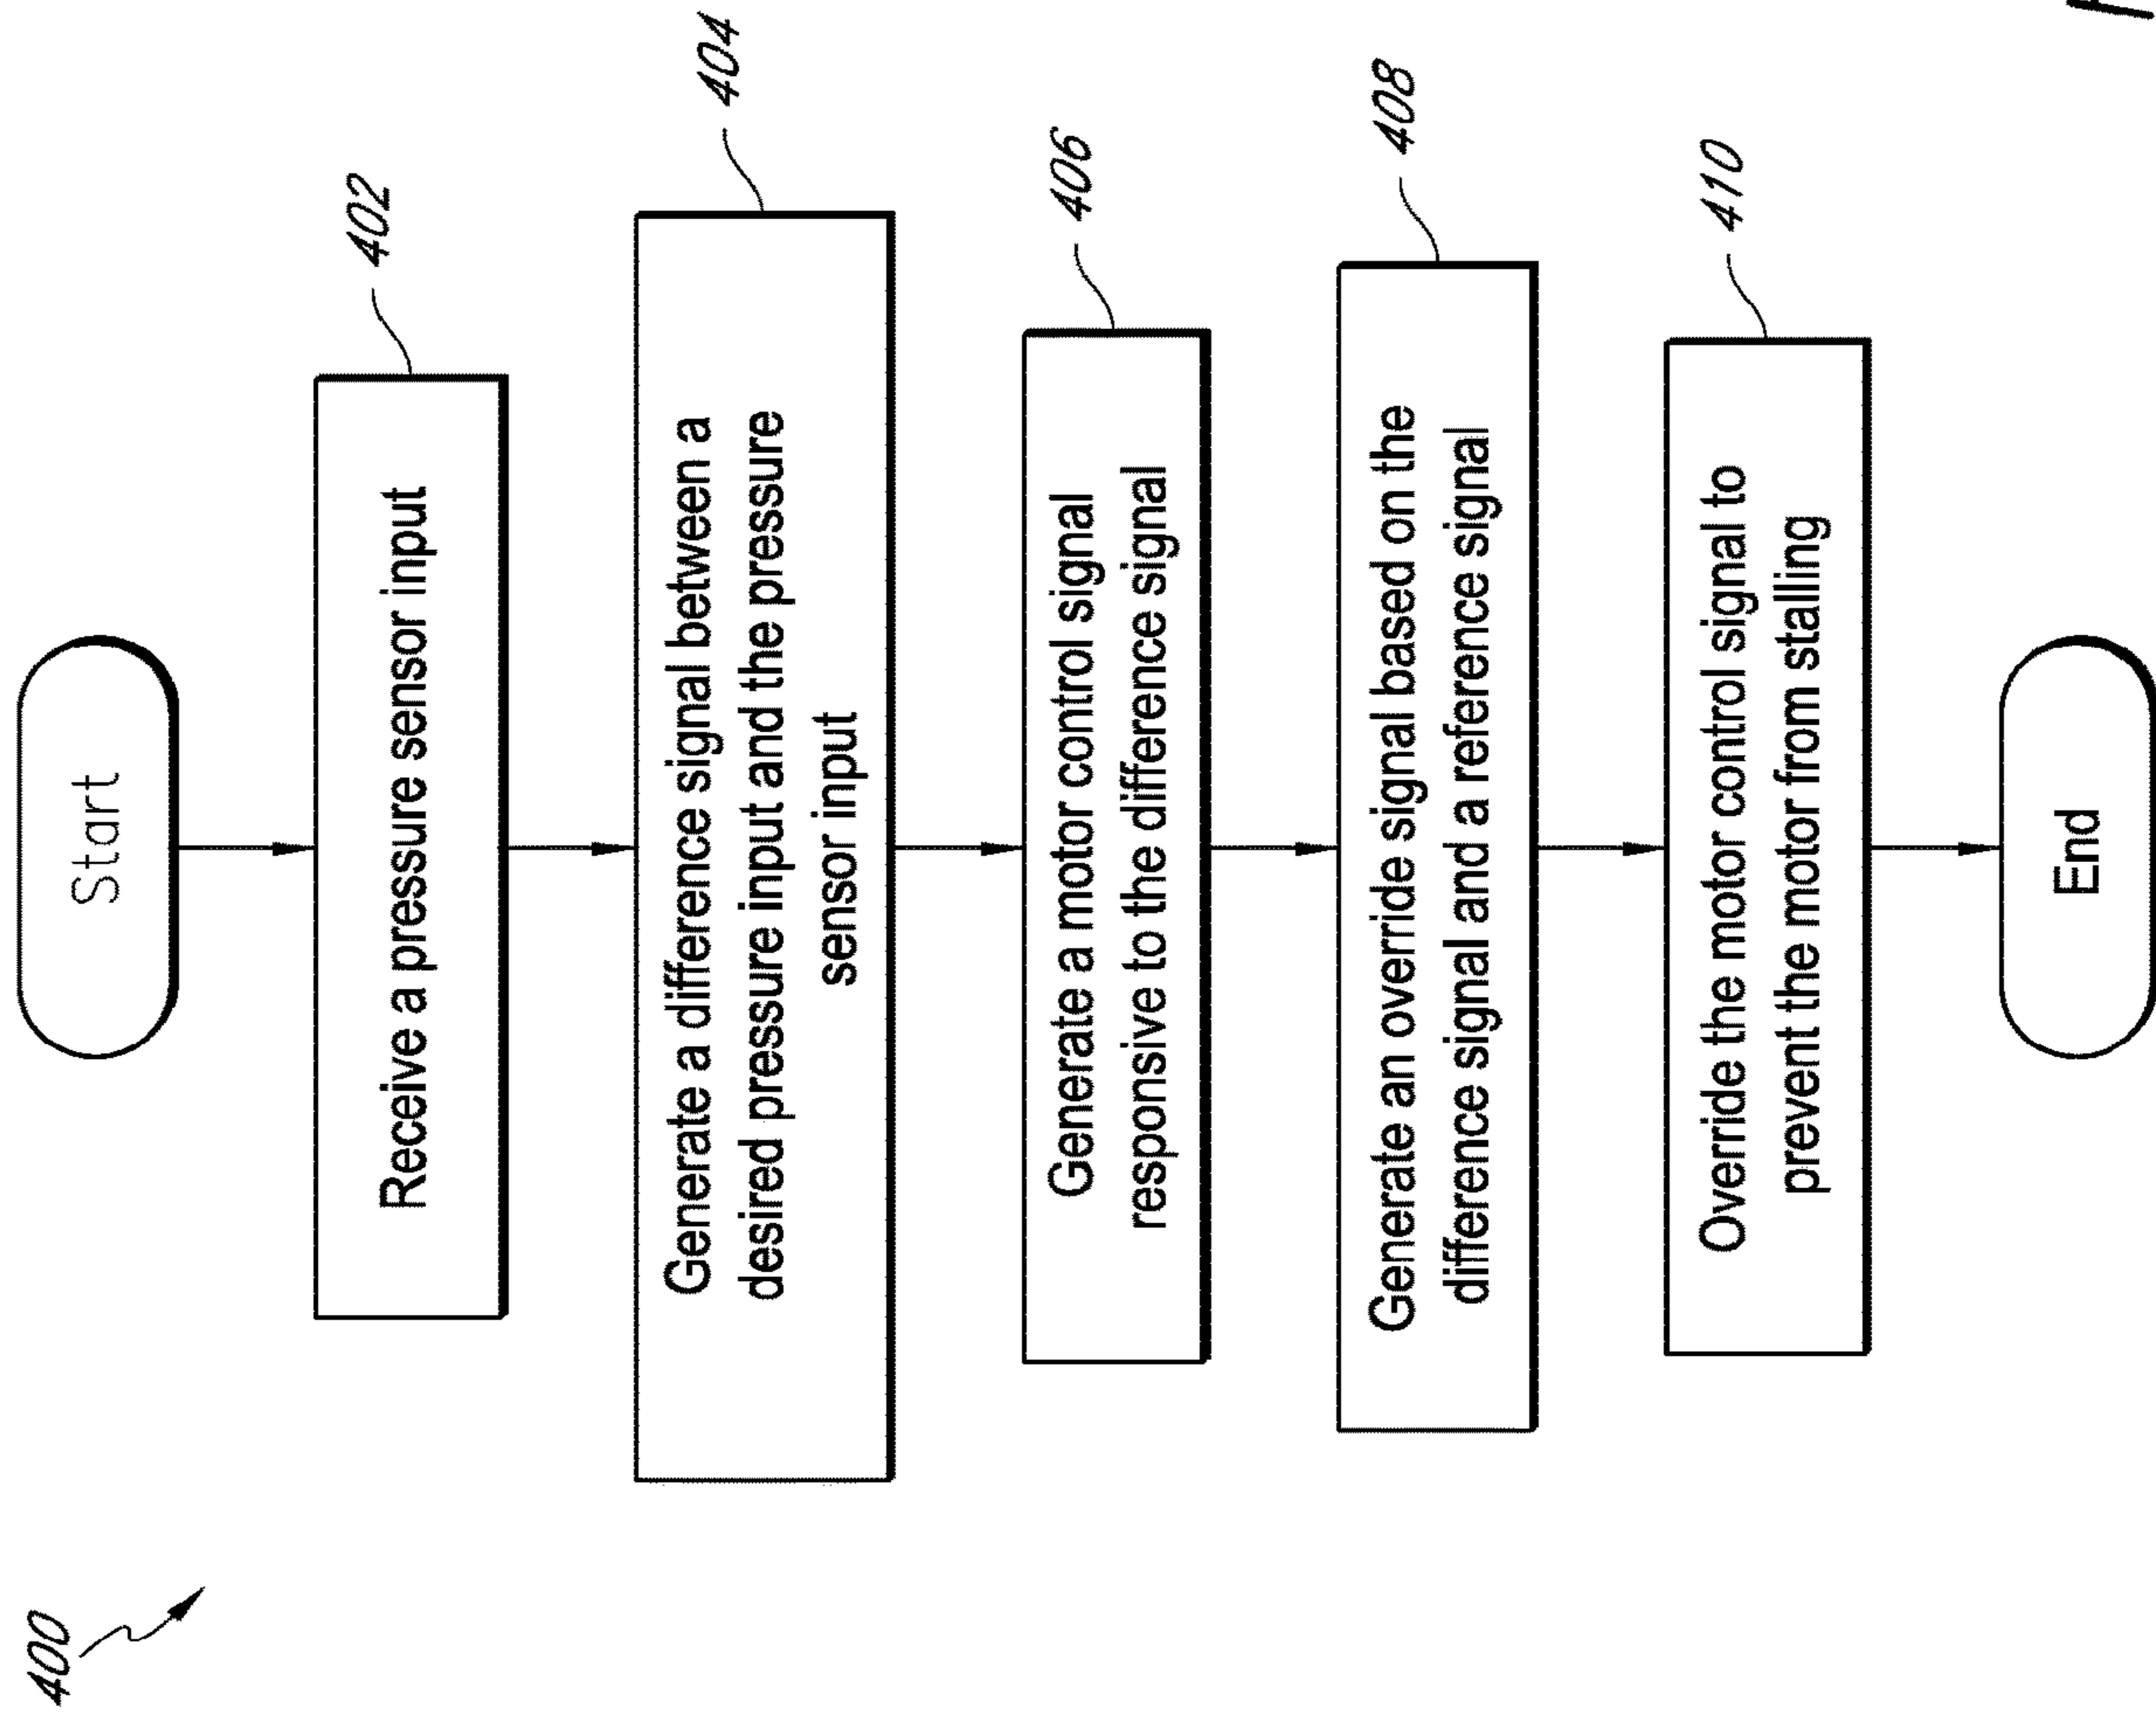 400
Start
402
Receive a pressure sensor input
404
Generate a difference signal between a
desired pressure input and the pressure
sensor input
406
Generate a motor control signal
responsive to the difference signal
408
Generate an override signal based on the
difference signal and a reference signal
410
Override the motor control signal to
prevent the motor from stalling
End